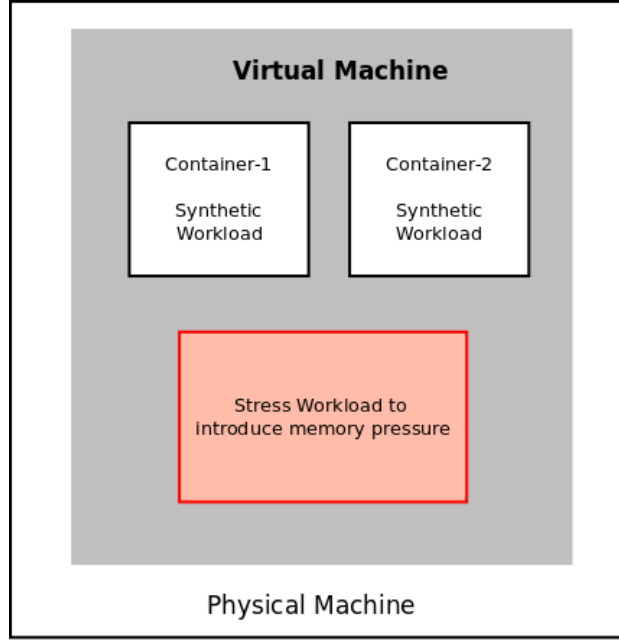 Virtual Machine
Container-1
Synthetic
Workload
Container-2
Synthetic
Workload
Stress Workload to
introduce memory pressure
Physical Machine